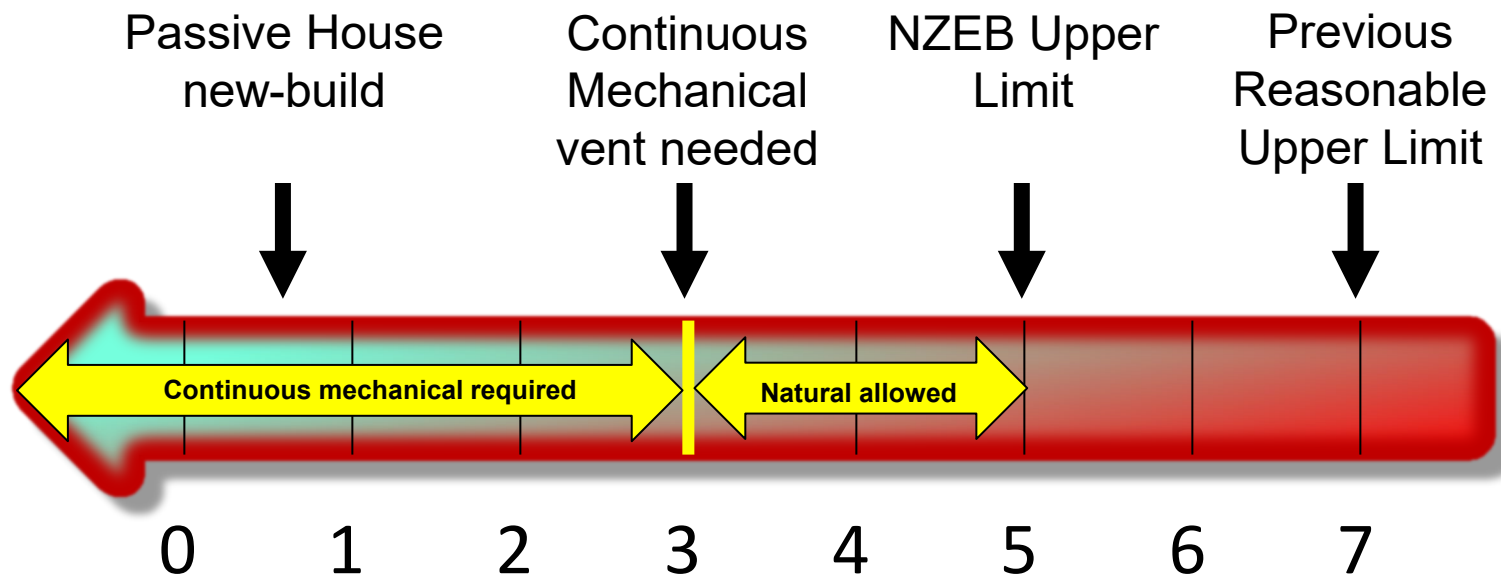 Passive House
new-build
Continuous
Mechanical
vent needed
NZEB Upper
Limit
Previous
Reasonable
Upper Limit
Continuous mechanical required
Natural allowed
0 1 2 3 4 5 6 7